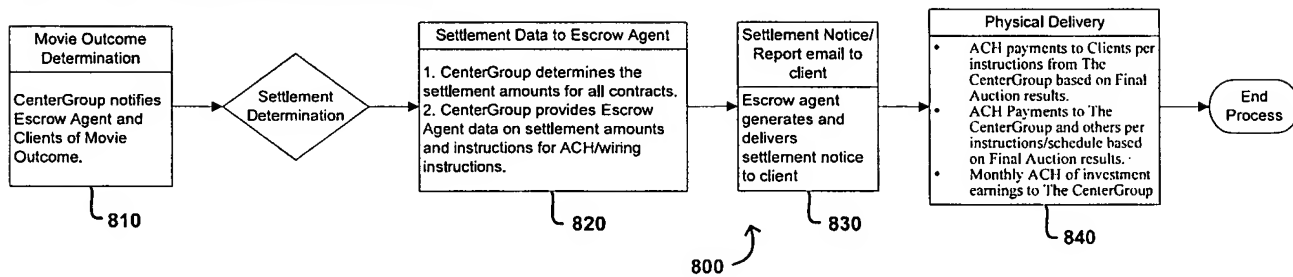 Movie Outcome
Determination
CenterGroup notifies
Escrow Agent and
Clients of Movie
Outcome.
810
Settlement
Determination
Settlement Data to Escrow Agent
1. CenterGroup determines the
settlement amounts for all contracts.
2. CenterGroup provides Escrow
Agent data on settlement amounts
and instructions for ACH/wiring
instructions.
820
Settlement Notice/
Report email to
client
Escrow agent
generates and
delivers
settlement notice
to client
830
Physical Delivery
• ACH payments to Clients per
instructions from The
CenterGroup based on Final
Auction results.
• ACH Payments to The
CenterGroup and others per
instructions/schedule based
on Final Auction results.
• Monthly ACH of investment
earnings to The CenterGroup
840
End
Process
800